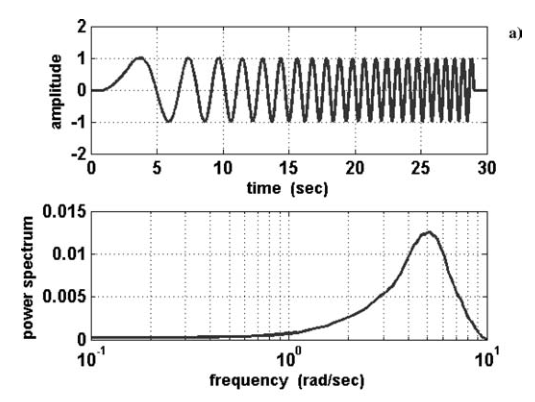 a)
2
1
0
-1
-2
amplitude
0 5 10 15 20 25 30
time (sec)
0.015
0.01
0.005
0
power spectrum
10^-1 10^0 10^1
frequency (rad/sec)